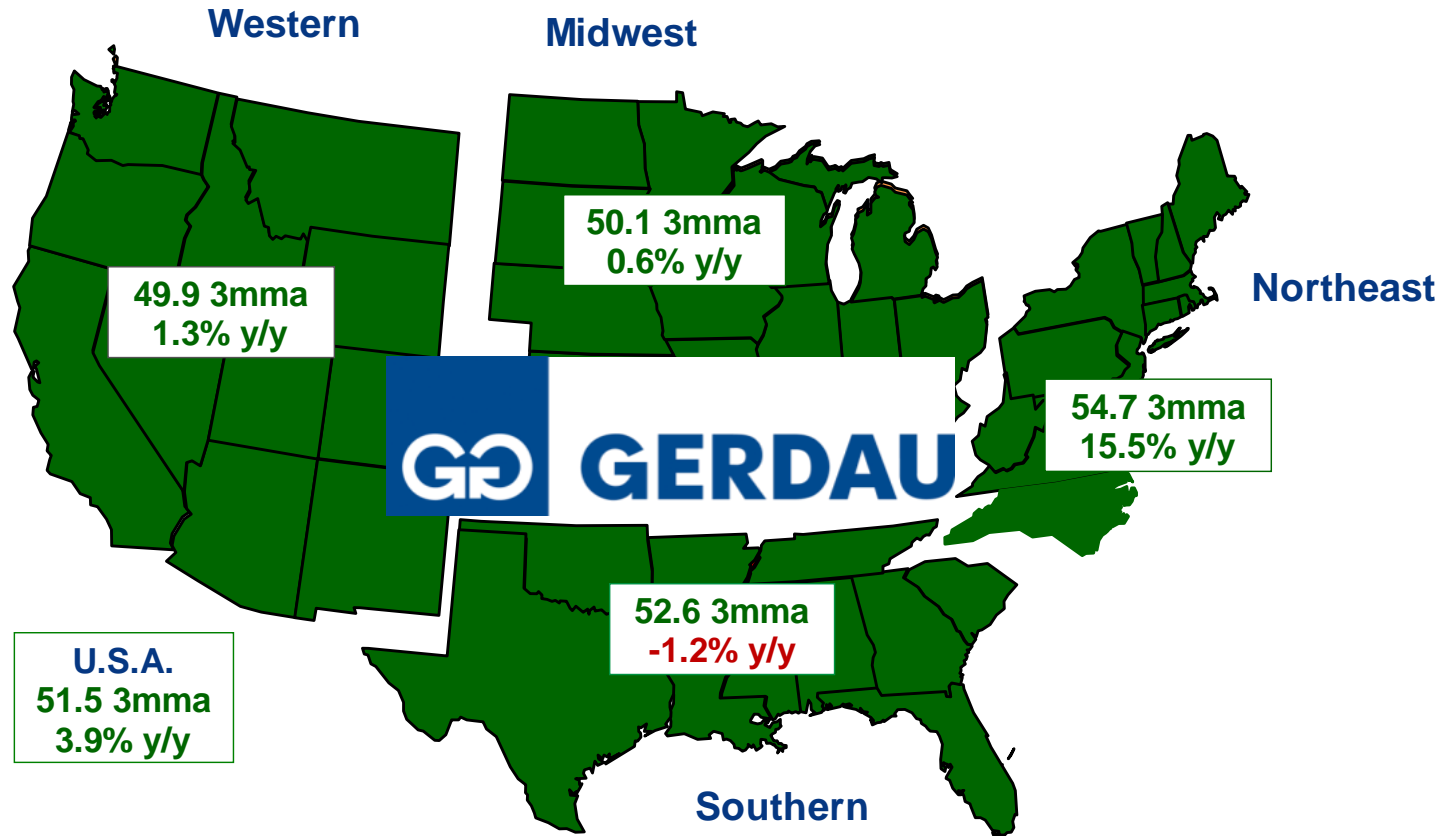 Western
Midwest
50.1 3mma
0.6% y/y
49.9 3mma
1.3% y/y
Northeast
54.7 3mma
15.5% y/y
GERDAU
52.6 3mma
-1.2% y/y
U.S.A.
51.5 3mma
3.9% y/y
Southern